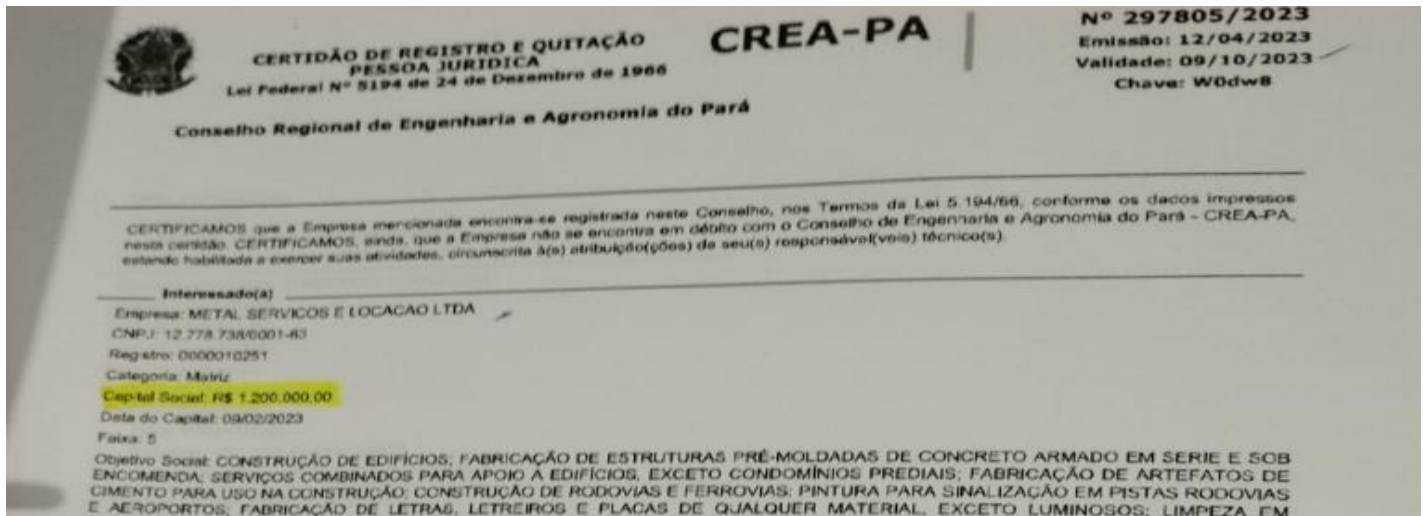 CERTIDÃO DE REGISTRO E QUITAÇÃO
PESSOA JURIDICA
Lei Federal Nº 5194 de 24 de Dezembro de 1966
CREA-PA
Nº 297805/2023
Emissão: 12/04/2023
Validade: 09/10/2023
Chave: W0dw8
Conselho Regional de Engenharia e Agronomia do Pará
CERTIFICAMOS que a Empresa mencionada encontra-se registrada neste Conselho, nos Termos da Lei 5.194/66, conforme os dados impressos
nesta certidão. CERTIFICAMOS, ainda, que a Empresa não se encontra em débito com o Conselho de Engenharia e Agronomia do Pará - CREA-PA,
estando habilitada a exercer suas atividades, circunscrita à(s) atribuição(ções) de seu(s) responsável(veis) técnico(s).
Interessado(a)
Empresa: METAL SERVICOS E LOCACAO LTDA
CNPJ: 12.778.738/0001-63
Registro: 0000010251
Categoria: Matriz
Capital Social: R$ 1.200.000,00
Data do Capital: 09/02/2023
Faixa: 5
Objetivo Social: CONSTRUÇÃO DE EDIFÍCIOS; FABRICAÇÃO DE ESTRUTURAS PRÉ-MOLDADAS DE CONCRETO ARMADO EM SERIE E SOB
ENCOMENDA; SERVIÇOS COMBINADOS PARA APOIO A EDIFÍCIOS, EXCETO CONDOMÍNIOS PREDIAIS; FABRICAÇÃO DE ARTEFATOS DE
CIMENTO PARA USO NA CONSTRUÇÃO; CONSTRUÇÃO DE RODOVIAS E FERROVIAS; PINTURA PARA SINALIZAÇÃO EM PISTAS RODOVIAS
E AEROPORTOS; FABRICAÇÃO DE LETRAS, LETREIROS E PLACAS DE QUALQUER MATERIAL, EXCETO LUMINOSOS; LIMPEZA EM